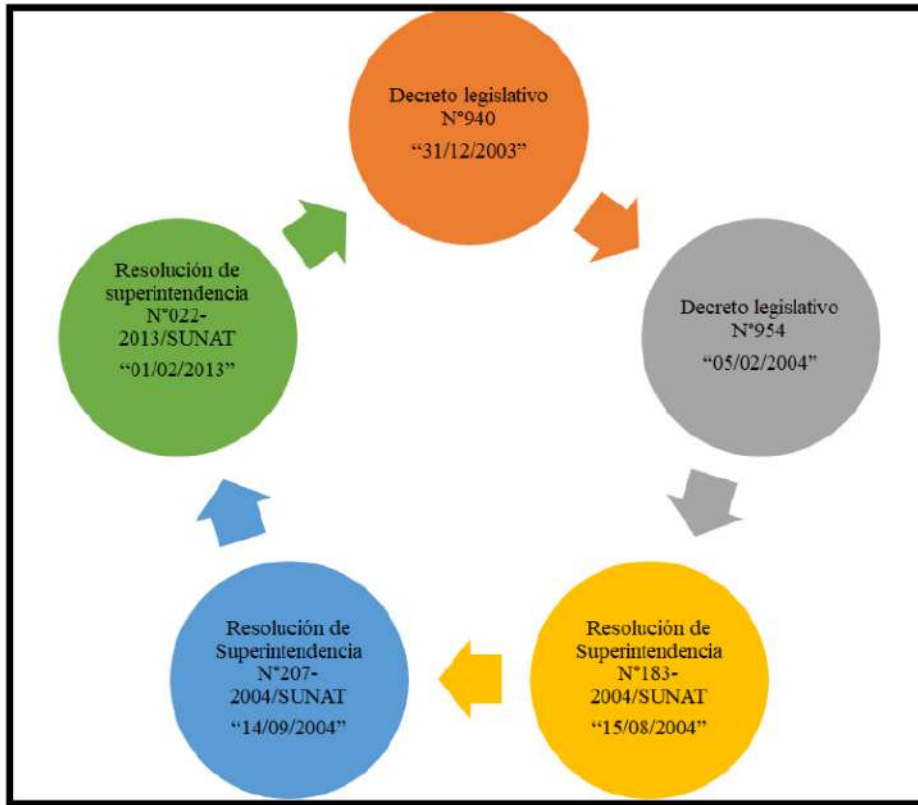 Decreto legislativo
N°940
“31/12/2003”
Decreto legislativo
N°954
“05/02/2004”
Resolución de
Superintendencia
N°183-
2004/SUNAT
“15/08/2004”
Resolución de
Superintendencia
N°207-
2004/SUNAT
“14/09/2004”
Resolución de
superintendencia
N°022-
2013/SUNAT
“01/02/2013”